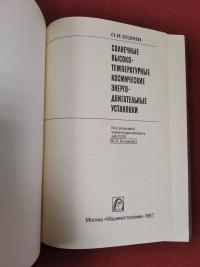 О.И.КУДРИН
СОЛНЕЧНЫЕ
ВЫСОКО-
ТЕМПЕРАТУРНЫЕ
КОСМИЧЕСКИЕ
ЭНЕРГО-
ДВИГАТЕЛЬНЫЕ
УСТАНОВКИ
Под редакцией
члена-корреспондента
АН СССР
Москва «Машиностроение» 1987